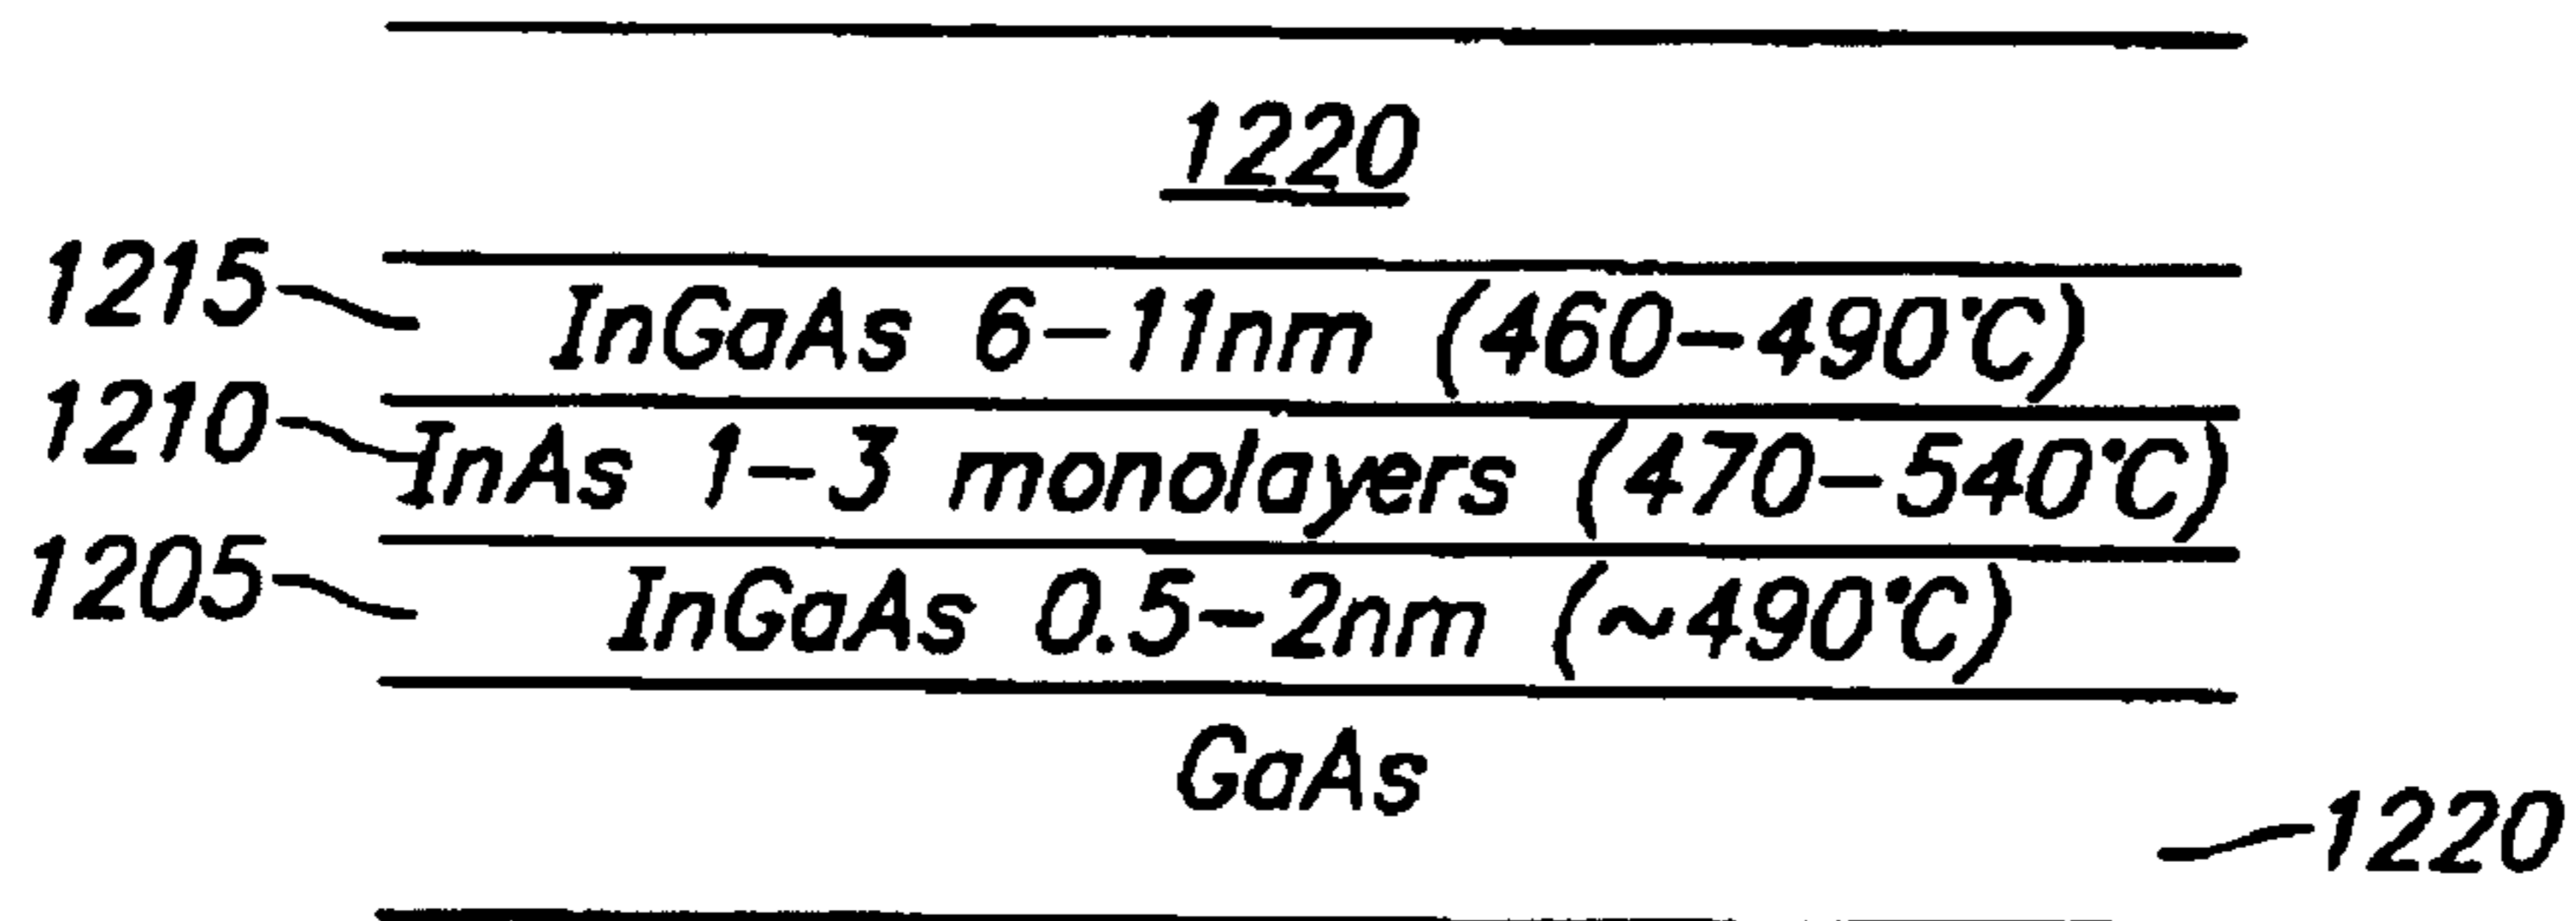 1220
1215 InGaAs 6-11nm (460-490°C)
1210 InAs 1-3 monolayers (470-540°C)
1205 InGaAs 0.5-2nm (~490°C)
GaAs
1220